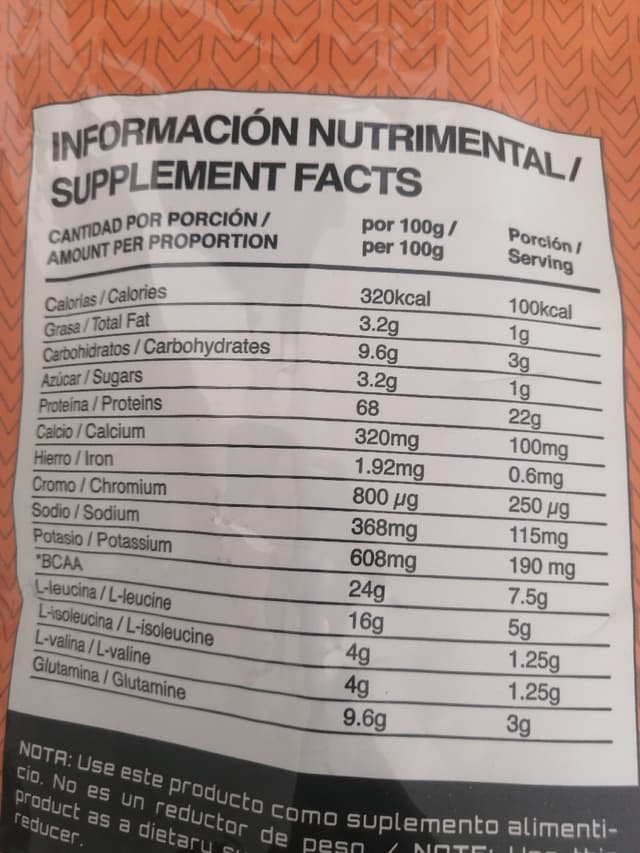 INFORMACIÓN NUTRIMENTAL/
SUPPLEMENT FACTS
CANTIDAD POR PORCIÓN / por 100g / Porción /
AMOUNT PER PROPORTION per 100g Serving
Calorias / Calories 320kcal 100kcal
Grasa / Total Fat 3.2g 1g
Carbohidratos / Carbohydrates 9.6g 3g
Azúcar / Sugars 3.2g 1g
Proteína / Proteins 68 22g
Calcio / Calcium 320mg 100mg
Hierro / Iron 1.92mg 0.6mg
Cromo / Chromium 800 µg 250 µg
Sodio / Sodium 368mg 115mg
Potasio / Potassium 608mg 190 mg
*BCAA 24g 7.5g
L-leucina / L-leucine 16g 5g
L-isoleucina / L-isoleucine 4g 1.25g
L-valina / L-valine 4g 1.25g
Glutamina / Glutamine 9.6g 3g
NOTA: Use este producto como suplemento alimenti-
cio. No es un reductor de peso / NOTE:
product as a dietary
reducer.